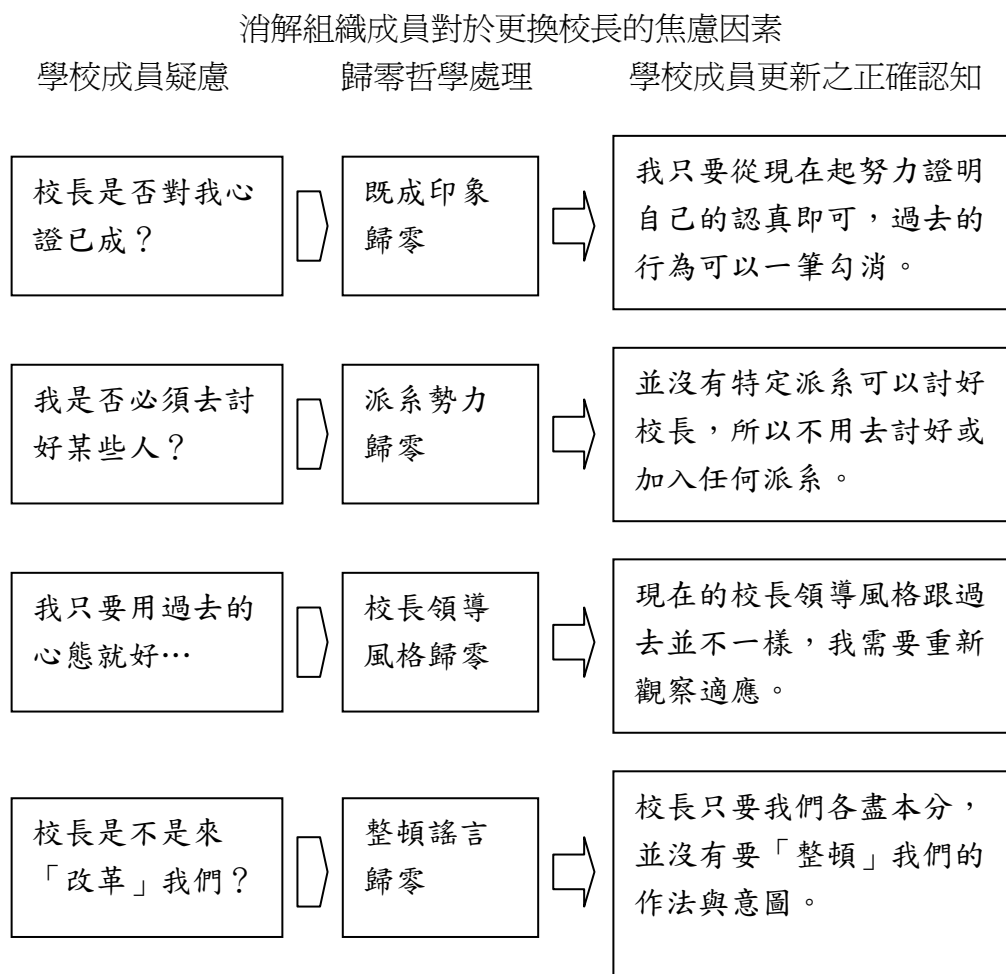 消解組織成員對於更換校長的焦慮因素
學校成員疑慮
歸零哲學處理
學校成員更新之正確認知
校長是否對我心
證已成？
既成印象
歸零
我只要從現在起努力證明
自己的認真即可，過去的
行為可以一筆勾消。
我是否必須去討
好某些人？
派系勢力
歸零
並沒有特定派系可以討好
校長，所以不用去討好或
加入任何派系。
我只要用過去的
心態就好…
校長領導
風格歸零
現在的校長領導風格跟過
去並不一樣，我需要重新
觀察適應。
校長是不是來
「改革」我們？
整頓謠言
歸零
校長只要我們各盡本分，
並沒有要「整頓」我們的
作法與意圖。